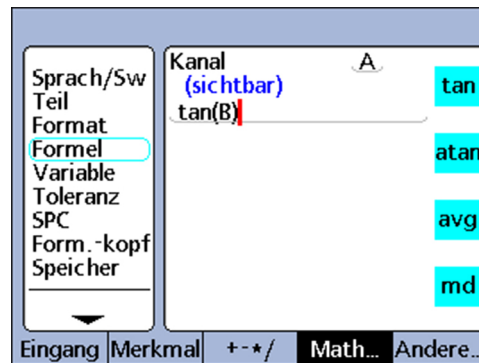 Sprach/Sw
Teil
Format
Formel
Variable
Toleranz
SPC
Form.-kopf
Speicher
Kanal A
(sichtbar)
tan(B)
tan
atan
avg
md
Eingang Merkmal +-*/ Math... Andere..